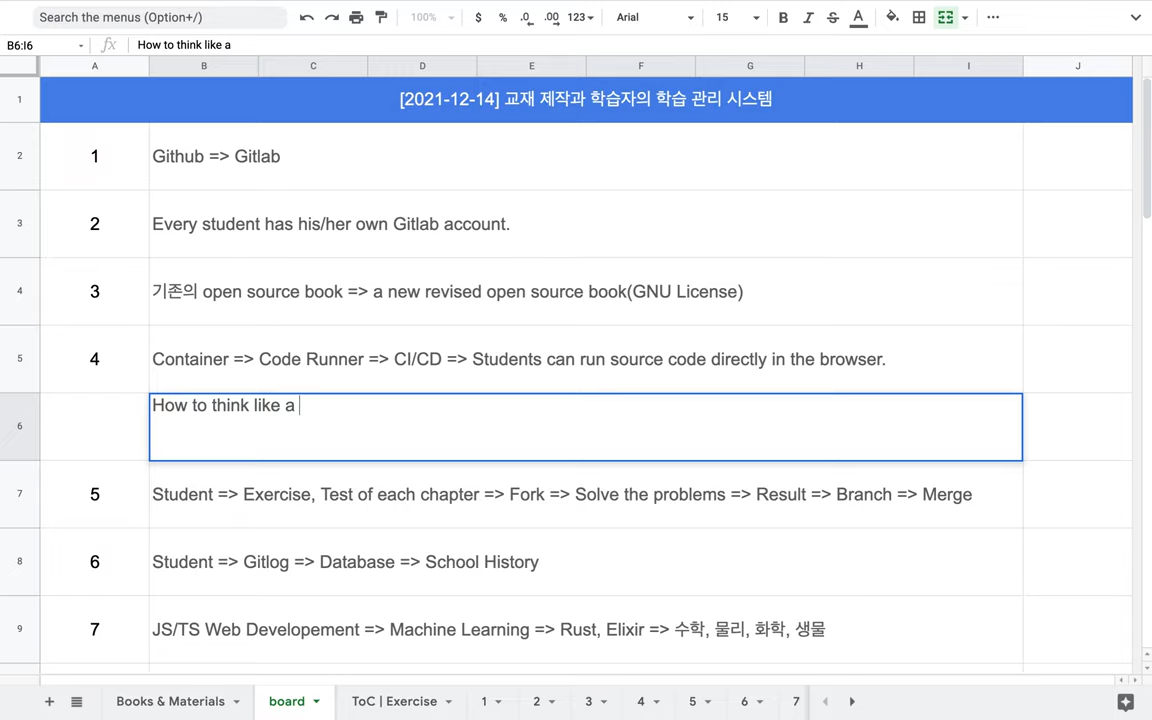 Search the menus (Option+/) 100% $ % .0 .00 123 Arial 15 B I S A
B6:I6 fx How to think like a
A B C D E F G H I J
1 [2021-12-14] 교재 제작과 학습자의 학습 관리 시스템
2 1 Github => Gitlab
3 2 Every student has his/her own Gitlab account.
4 3 기존의 open source book => a new revised open source book(GNU License)
5 4 Container => Code Runner => CI/CD => Students can run source code directly in the browser.
6 How to think like a
7 5 Student => Exercise, Test of each chapter => Fork => Solve the problems => Result => Branch => Merge
8 6 Student => Gitlog => Database => School History
9 7 JS/TS Web Developement => Machine Learning => Rust, Elixir => 수학, 물리, 화학, 생물
Books & Materials board ToC | Exercise 1 2 3 4 5 6 7